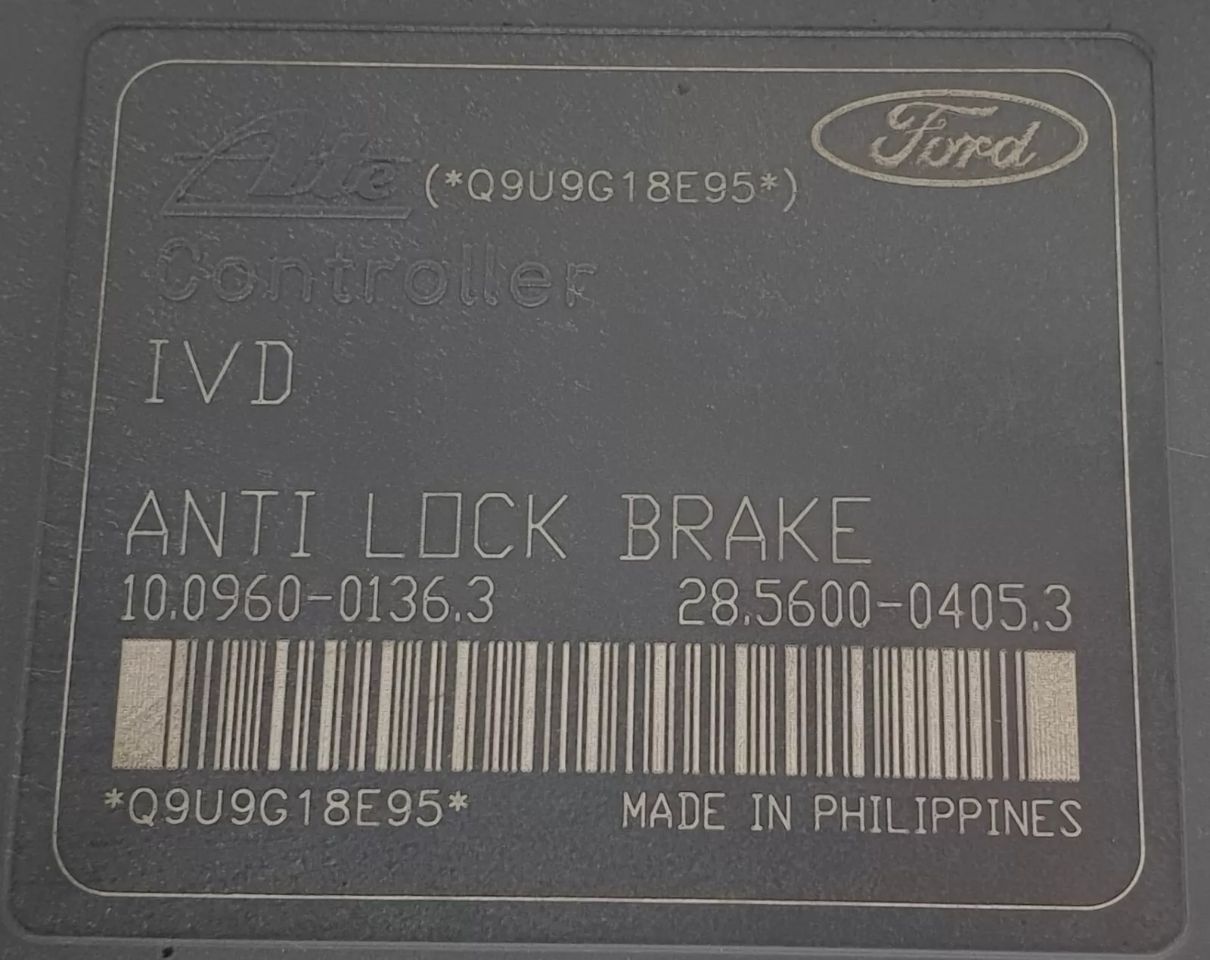 Ate (*Q9U9G18E95*) Ford
Controller
IVD
ANTI LOCK BRAKE
10.0960-0136.3 28.5600-0405.3
*Q9U9G18E95* MADE IN PHILIPPINES